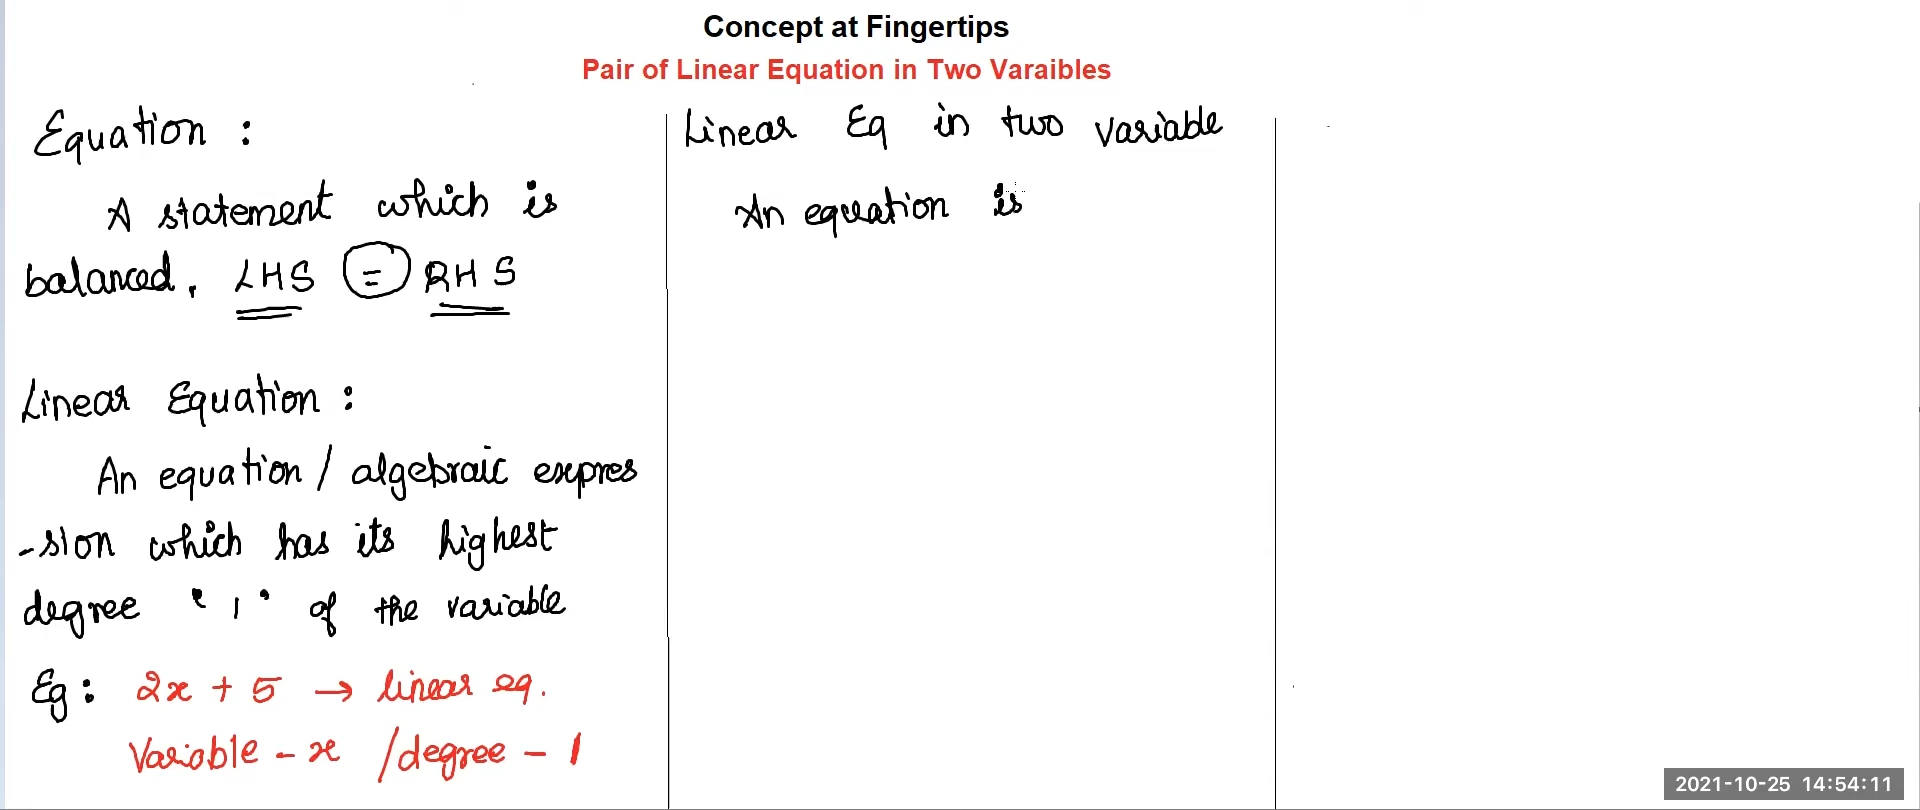 Concept at Fingertips
Pair of Linear Equation in Two Varaibles
Equation :
A statement which is
balanced. LHS = RHS
Linear Equation :
An equation / algebraic expres
-sion which has its highest
degree '1' of the variable
Eg : 2x + 5 → linear eq.
Variable - x / degree - 1
Linear Eq in two variable
An equation is
2021-10-25 14:54:11